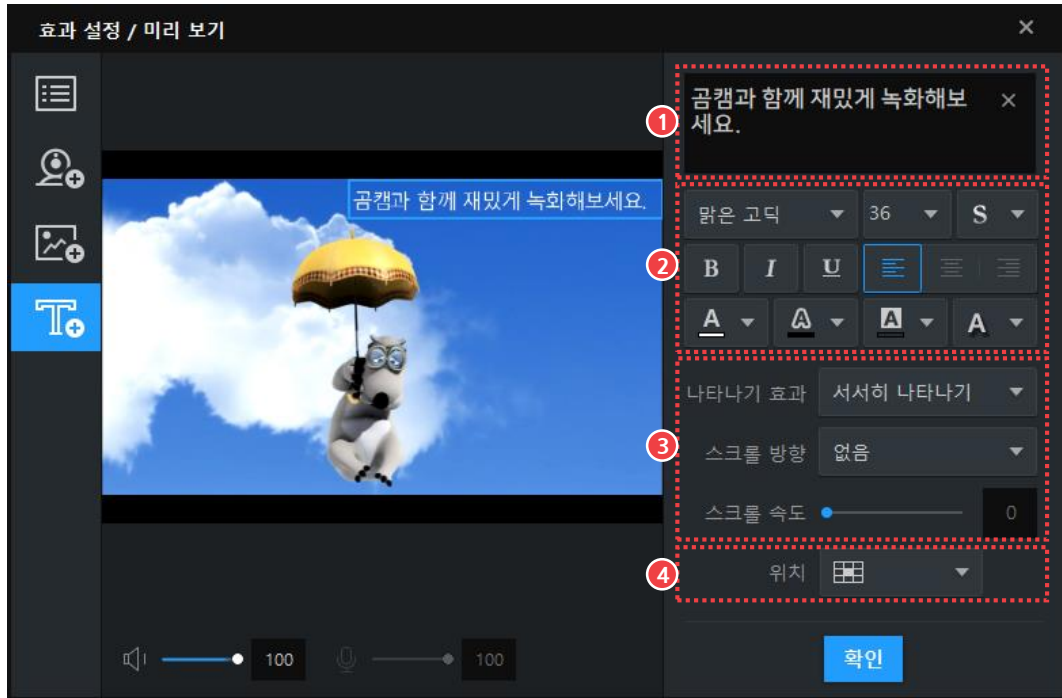 효과 설정 / 미리 보기
곰캠과 함께 재밌게 녹화해보
세요.
1
곰캠과 함께 재밌게 녹화해보세요.
맑은 고딕 36 S
2
B I U
A A A A
나타나기 효과 서서히 나타나기
3
스크롤 방향 없음
스크롤 속도 0
4
위치
100 100
확인